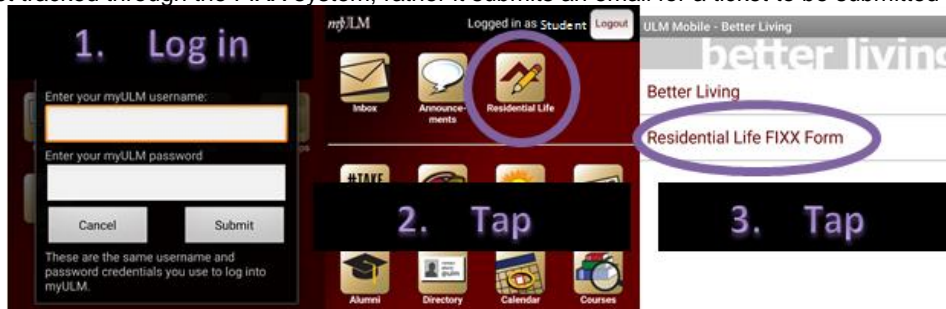 t tracked through the FIXX system, rather it submits an email for a ticket to be submitted
1. Log in
Enter your myULM username:
Enter your myULM password
Cancel Submit
These are the same username and
password credentials you use to log into
myULM.
myULM Logged in as Student Logout
Inbox
Announce-
ments
Residential Life
#TAKE
2. Tap
Alumni Directory Calendar Courses
ULM Mobile - Better Living
better living
Better Living
Residential Life FIXX Form
3. Tap